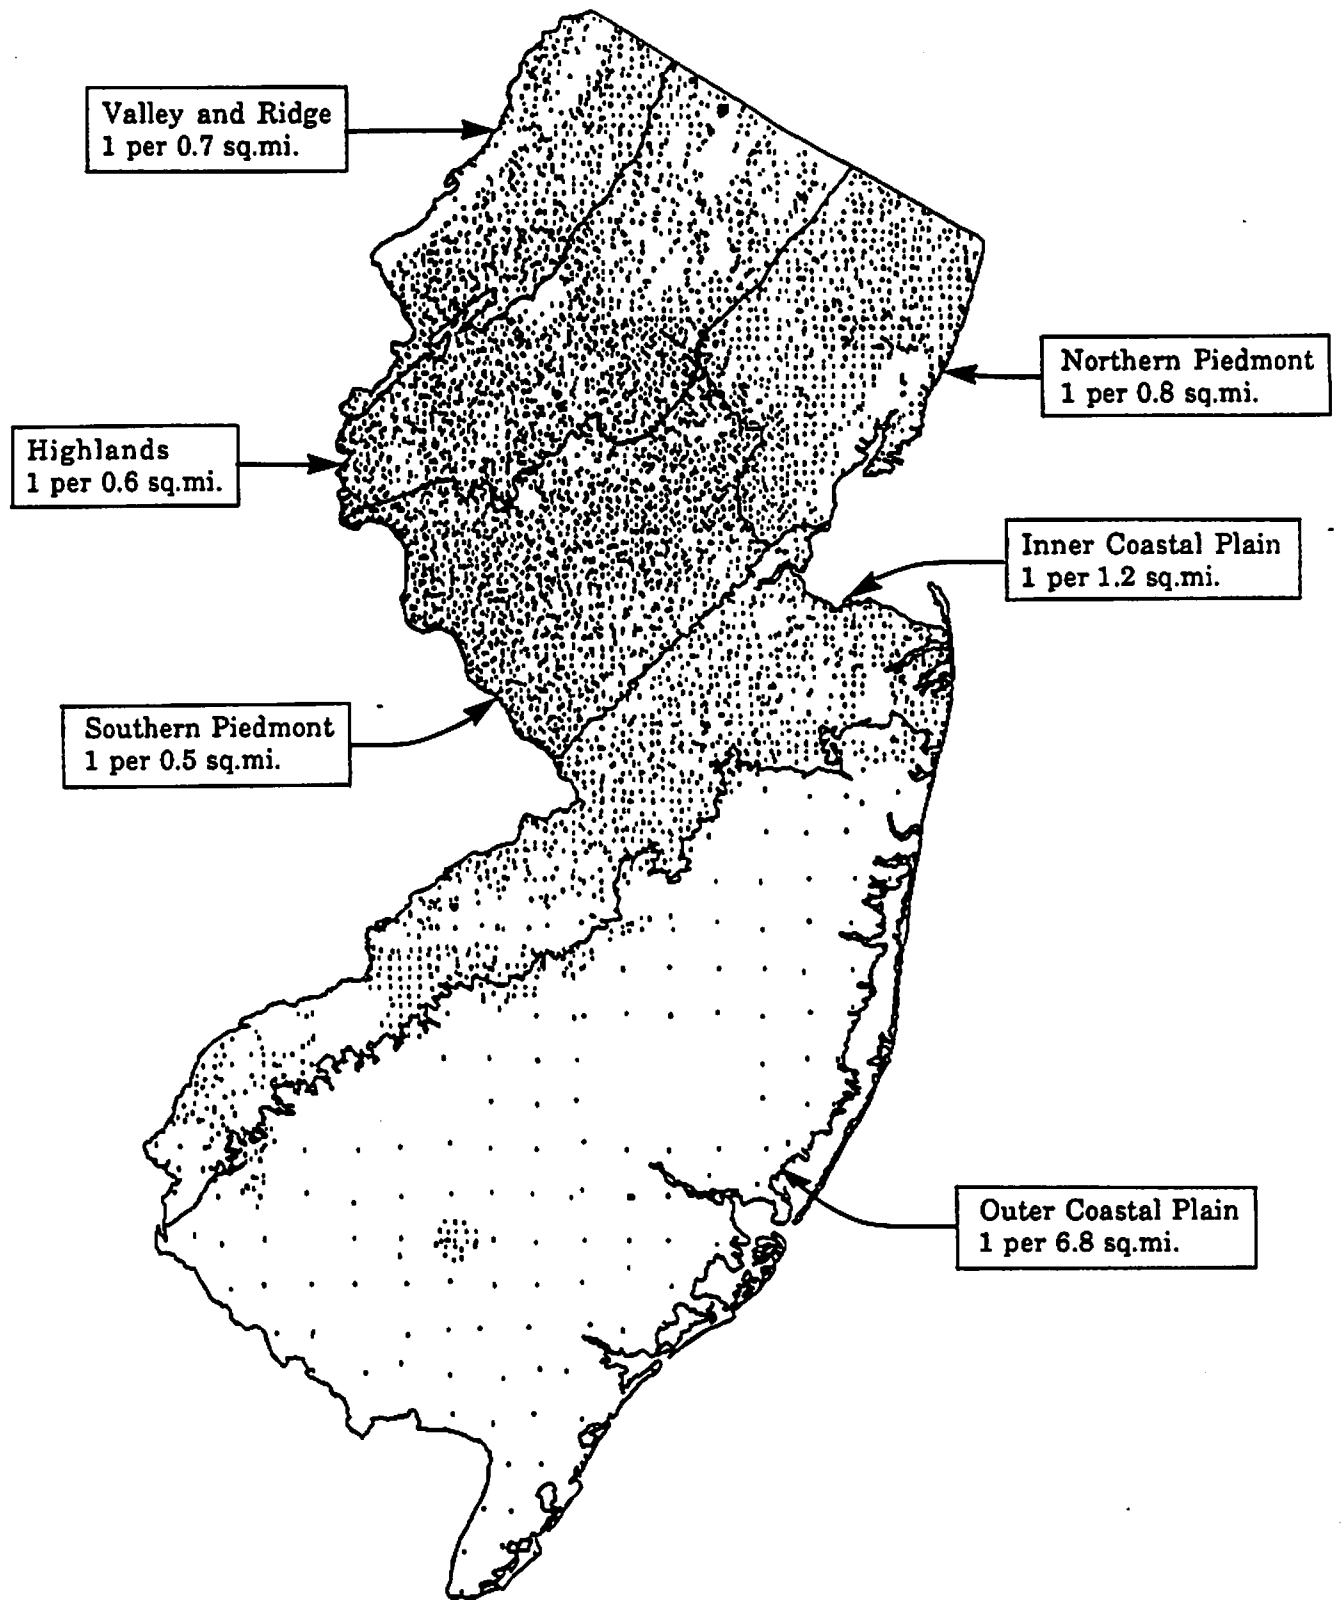 Valley and Ridge
1 per 0.7 sq.mi.
Northern Piedmont
1 per 0.8 sq.mi.
Highlands
1 per 0.6 sq.mi.
Inner Coastal Plain
1 per 1.2 sq.mi.
Southern Piedmont
1 per 0.5 sq.mi.
Outer Coastal Plain
1 per 6.8 sq.mi.